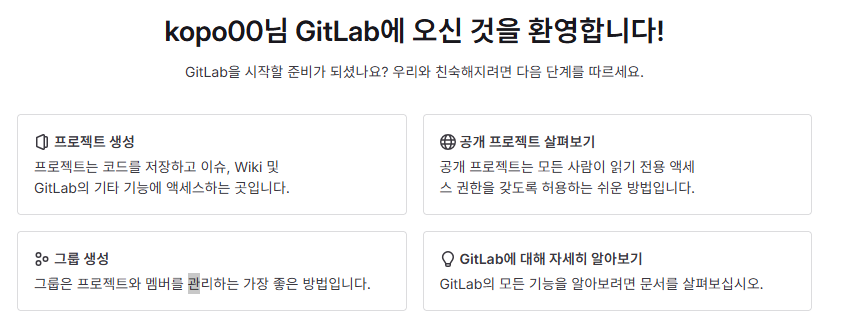 kopo00님 GitLab에 오신 것을 환영합니다!
GitLab을 시작할 준비가 되셨나요? 우리와 친숙해지려면 다음 단계를 따르세요.
프로젝트 생성
프로젝트는 코드를 저장하고 이슈, Wiki 및
GitLab의 기타 기능에 액세스하는 곳입니다.
공개 프로젝트 살펴보기
공개 프로젝트는 모든 사람이 읽기 전용 액세
스 권한을 갖도록 허용하는 쉬운 방법입니다.
그룹 생성
그룹은 프로젝트와 멤버를 관리하는 가장 좋은 방법입니다.
GitLab에 대해 자세히 알아보기
GitLab의 모든 기능을 알아보려면 문서를 살펴보십시오.